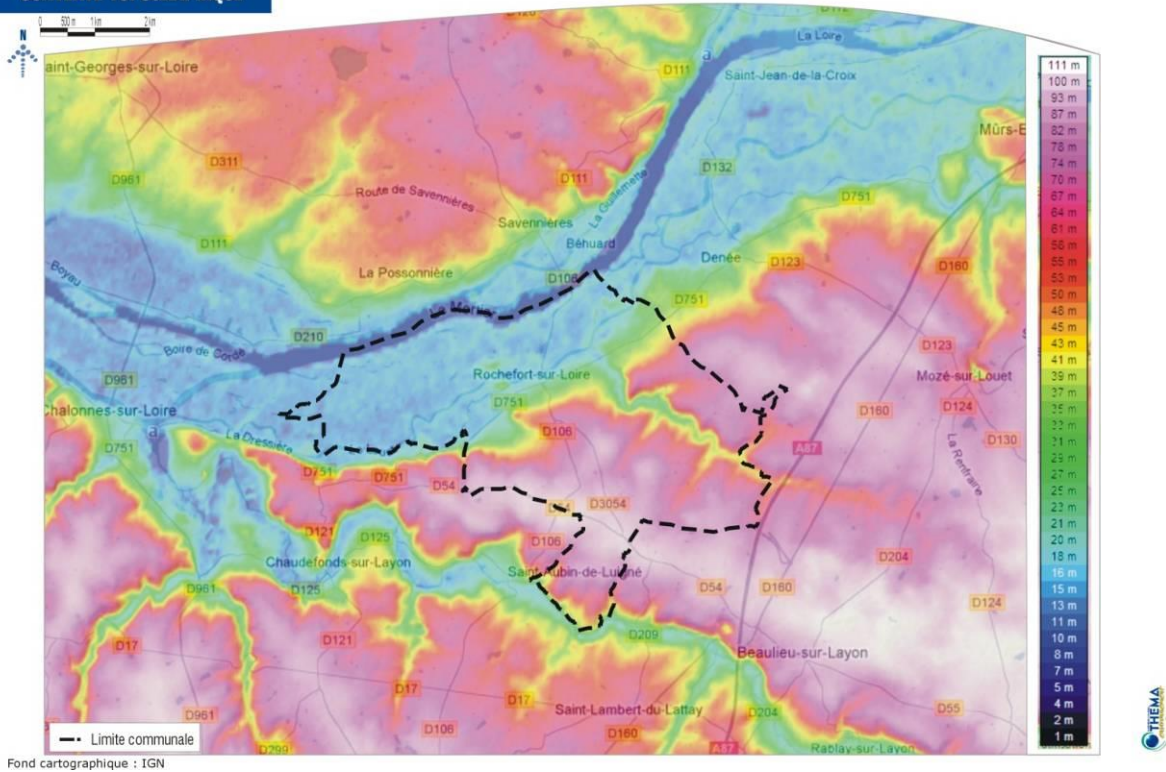 0 500 m 1 km 2 km
N
D111
La Loire
a
Saint-Jean-de-la-Croix
aint-Georges-sur-Loire
Mûrs-E
D311
D961
D132
D111
Route de Savennières
La Guillemette
D751
Savennières
D111
Béhuard
Denée
D123
D160
La Possonnière
D106
D751
Boyau
D210
Boire de Corde
D123
D961
Rochefort-sur-Loire
Mozé-sur-Louet
D751
D160
D124
Chalonnes-sur-Loire
a
D106
D130
D751
La Dressière
A87
D751
D751
D54
La Renfraire
D3054
D121
D125
D106
D204
Chaudefonds-sur-Layon
Saint-Aubin-de-Luigné
D961
D125
D54
D160
D124
D121
D209
D17
Beaulieu-sur-Layon
D17
D17
D961
D106
Saint-Lambert-du-Lattay
D204
D55
D160
A87
Rablay-sur-Layon
D299
Limite communale
111 m
100 m
93 m
87 m
82 m
78 m
74 m
70 m
67 m
64 m
61 m
58 m
55 m
53 m
50 m
48 m
45 m
43 m
41 m
39 m
37 m
35 m
33 m
31 m
29 m
27 m
25 m
23 m
21 m
20 m
18 m
16 m
15 m
13 m
11 m
10 m
8 m
7 m
5 m
4 m
2 m
1 m
THEMA
Fond cartographique : IGN